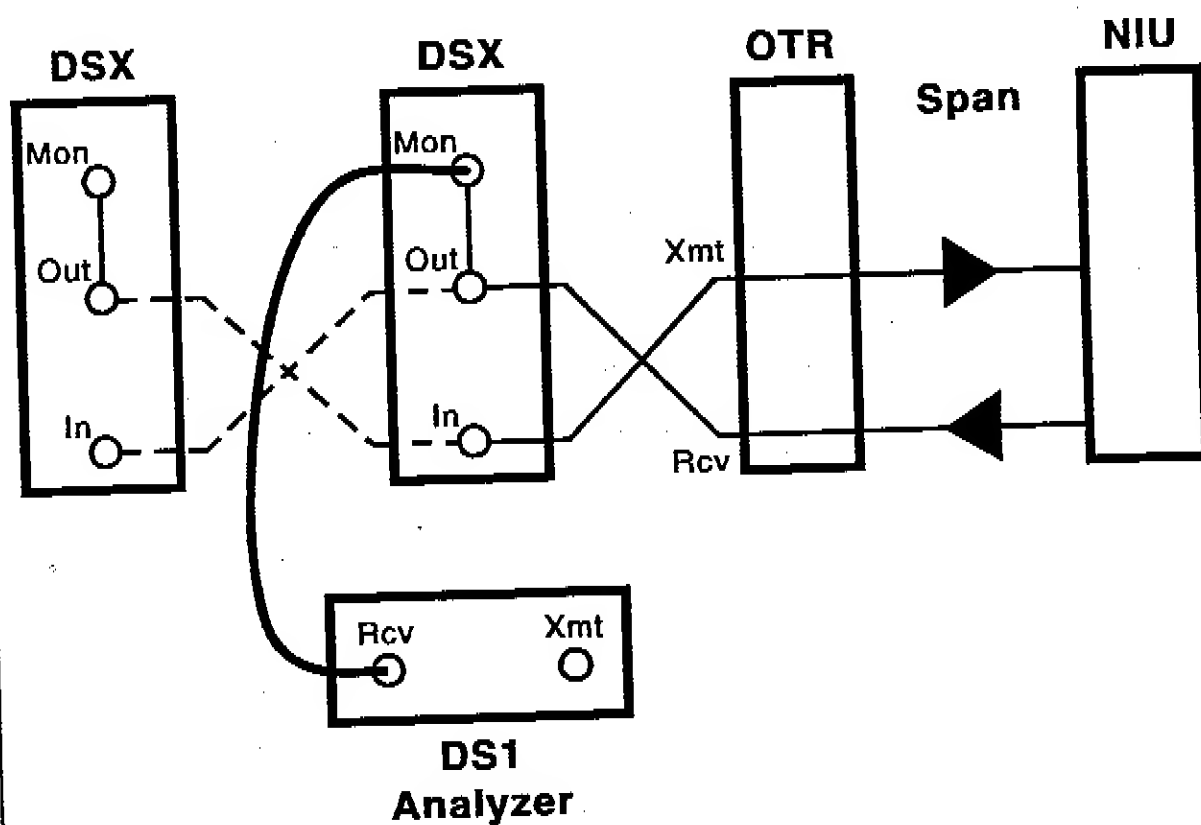 DSX
DSX
OTR
Span
NIU
Mon
Out
In
Mon
Out
In
Xmt
Rcv
Rcv
Xmt
DS1
Analyzer